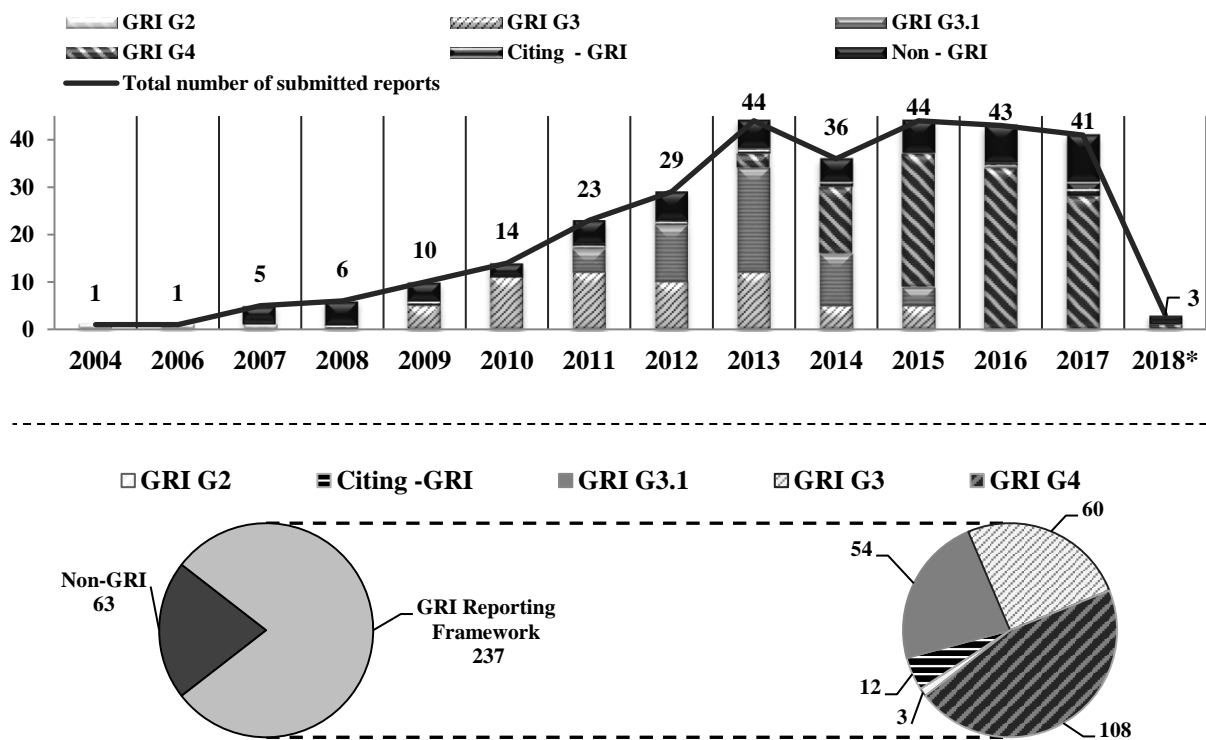 GRI G2 GRI G3 GRI G3.1
GRI G4 Citing - GRI Non - GRI
Total number of submitted reports
1 1 5 6 10 14 23 29 44 36 44 43 41 3
40
30
20
10
0
2004 2006 2007 2008 2009 2010 2011 2012 2013 2014 2015 2016 2017 2018*
GRI G2 Citing -GRI GRI G3.1 GRI G3 GRI G4
Non-GRI
63
GRI Reporting
Framework
237
60
54
12
3
108